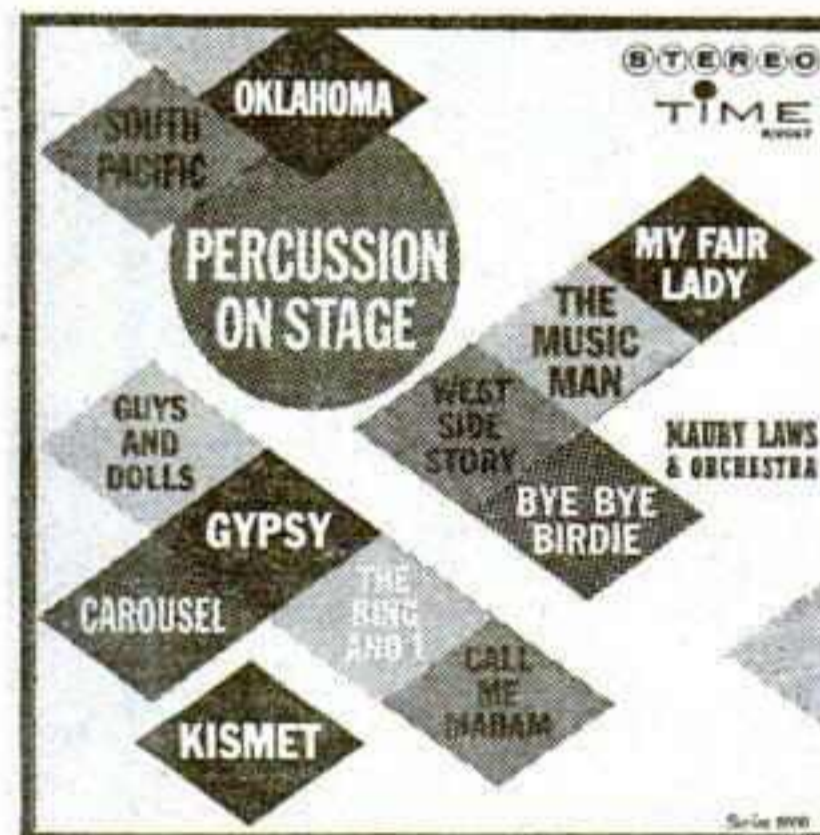 STEREO
TIME
OKLAHOMA
SOUTH
PACIFIC
PERCUSSION
ON STAGE
MY FAIR
LADY
THE
MUSIC
MAN
WEST
SIDE
STORY
BYE BYE
BIRDIE
MAURY LAWS
& ORCHESTRA
GUYS
AND
DOLLS
GYPSY
CAROUSEL
THE
KING
AND I
CALL
ME
MADAM
KISMET
Series